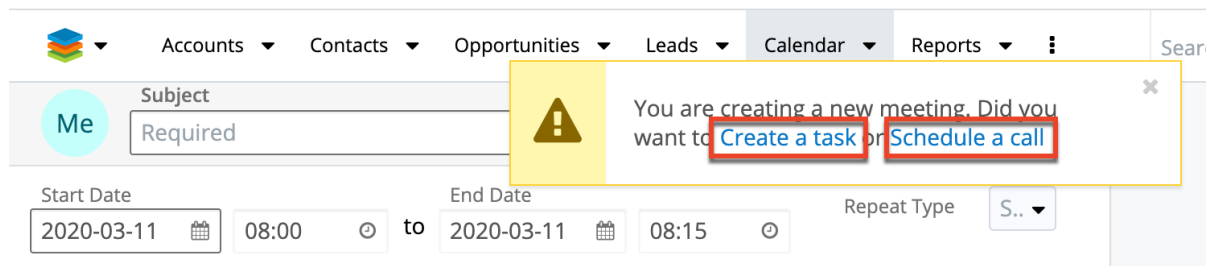 Accounts Contacts Opportunities Leads Calendar Reports
You are creating a new meeting. Did you
want to Create a task or Schedule a call
Me
Subject
Required
Start Date End Date
2020-03-11 08:00 to 2020-03-11 08:15
Repeat Type S..